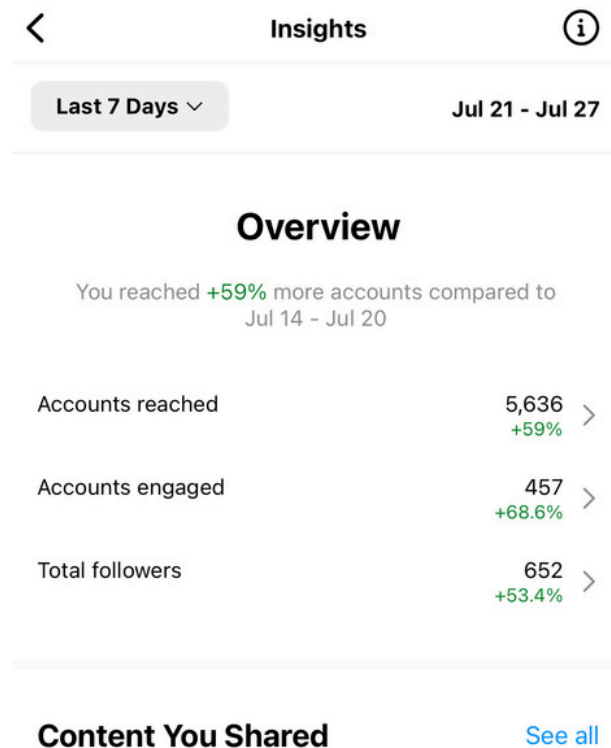 Insights
Last 7 Days
Jul 21 - Jul 27
Overview
You reached +59% more accounts compared to
Jul 14 - Jul 20
Accounts reached
5,636
+59%
Accounts engaged
457
+68.6%
Total followers
652
+53.4%
Content You Shared
See all